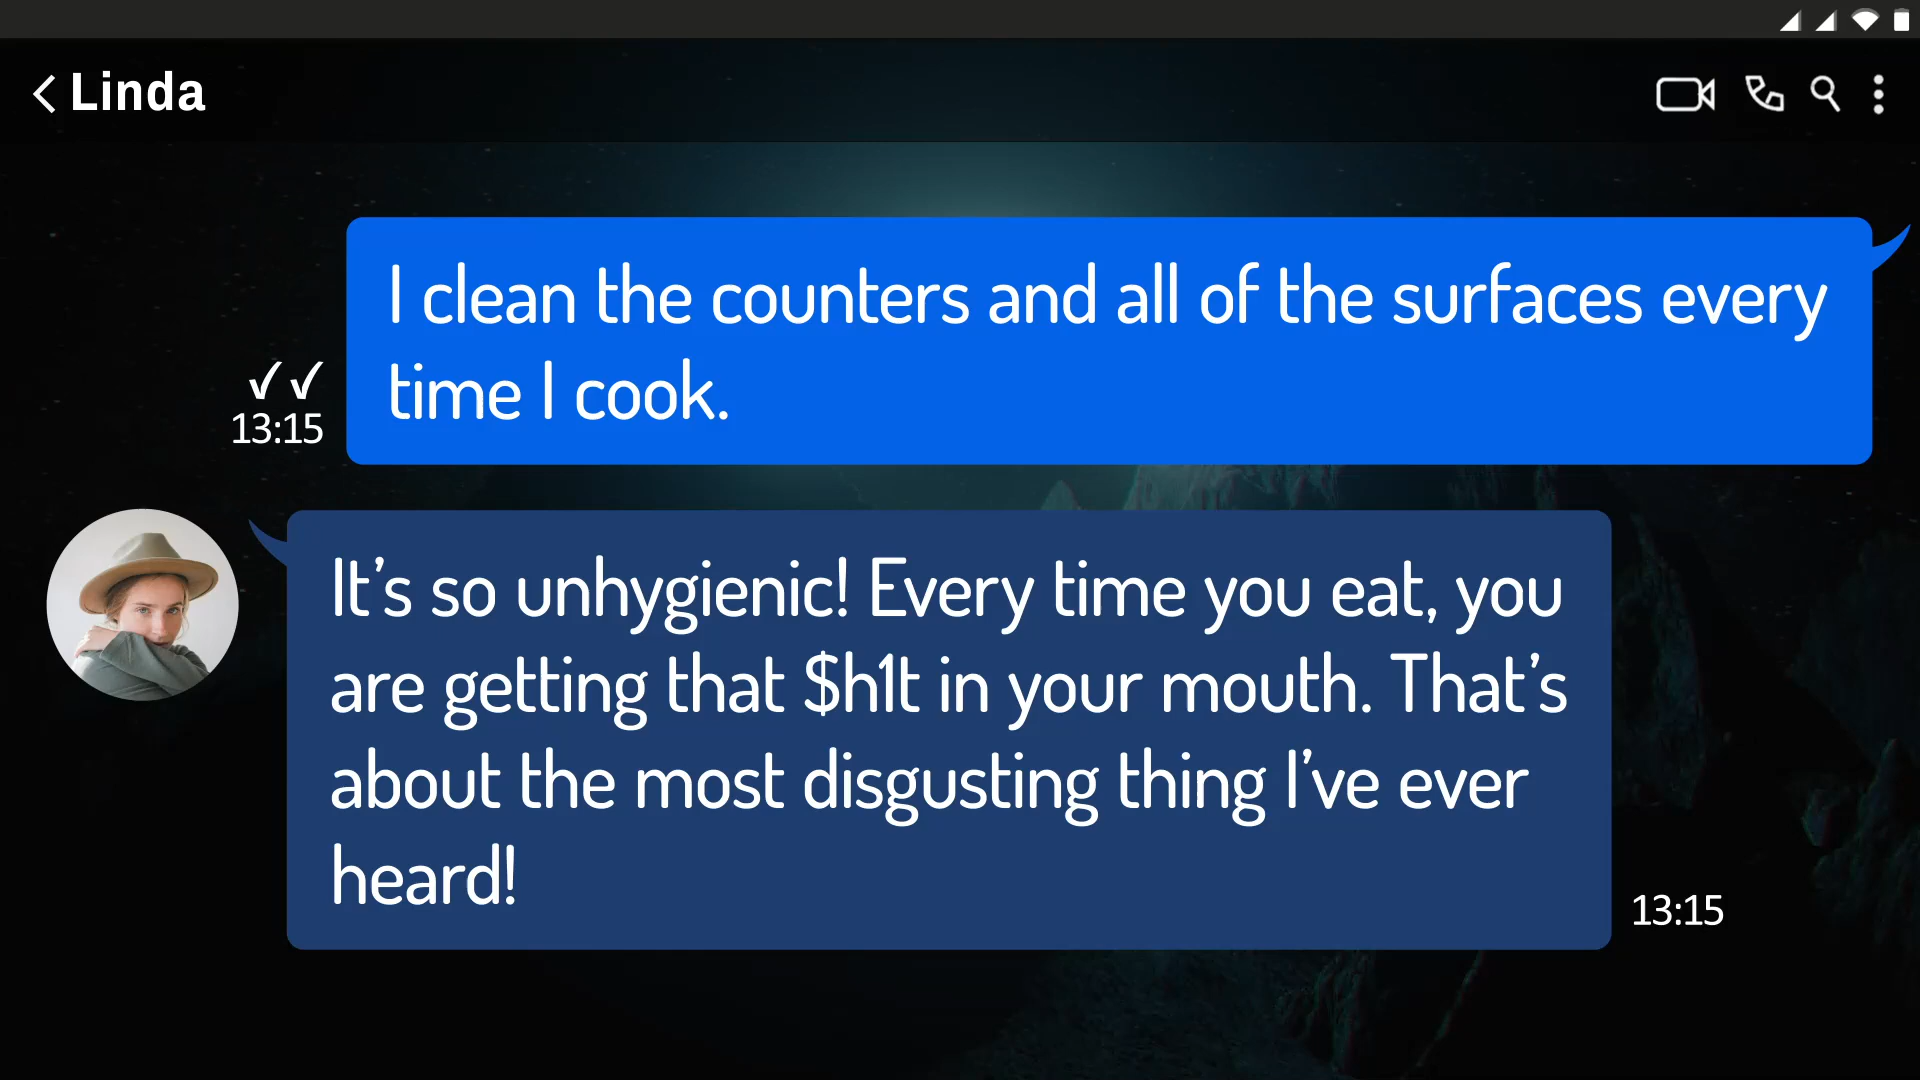 Linda
I clean the counters and all of the surfaces every
time I cook.
✓✓
13:15
It’s so unhygienic! Every time you eat, you
are getting that $h1t in your mouth. That’s
about the most disgusting thing I’ve ever
heard!
13:15